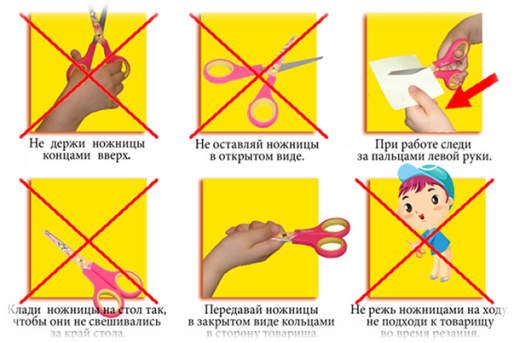 Не держи ножницы
концами вверх.
Не оставляй ножницы
в открытом виде.
При работе следи
за пальцами левой руки.
Клади ножницы на стол так,
чтобы они не свешивались
за край стола.
Передавай ножницы
в закрытом виде кольцами
в сторону товарища.
Не режь ножницами на ходу,
не подходи к товарищу
во время резания.